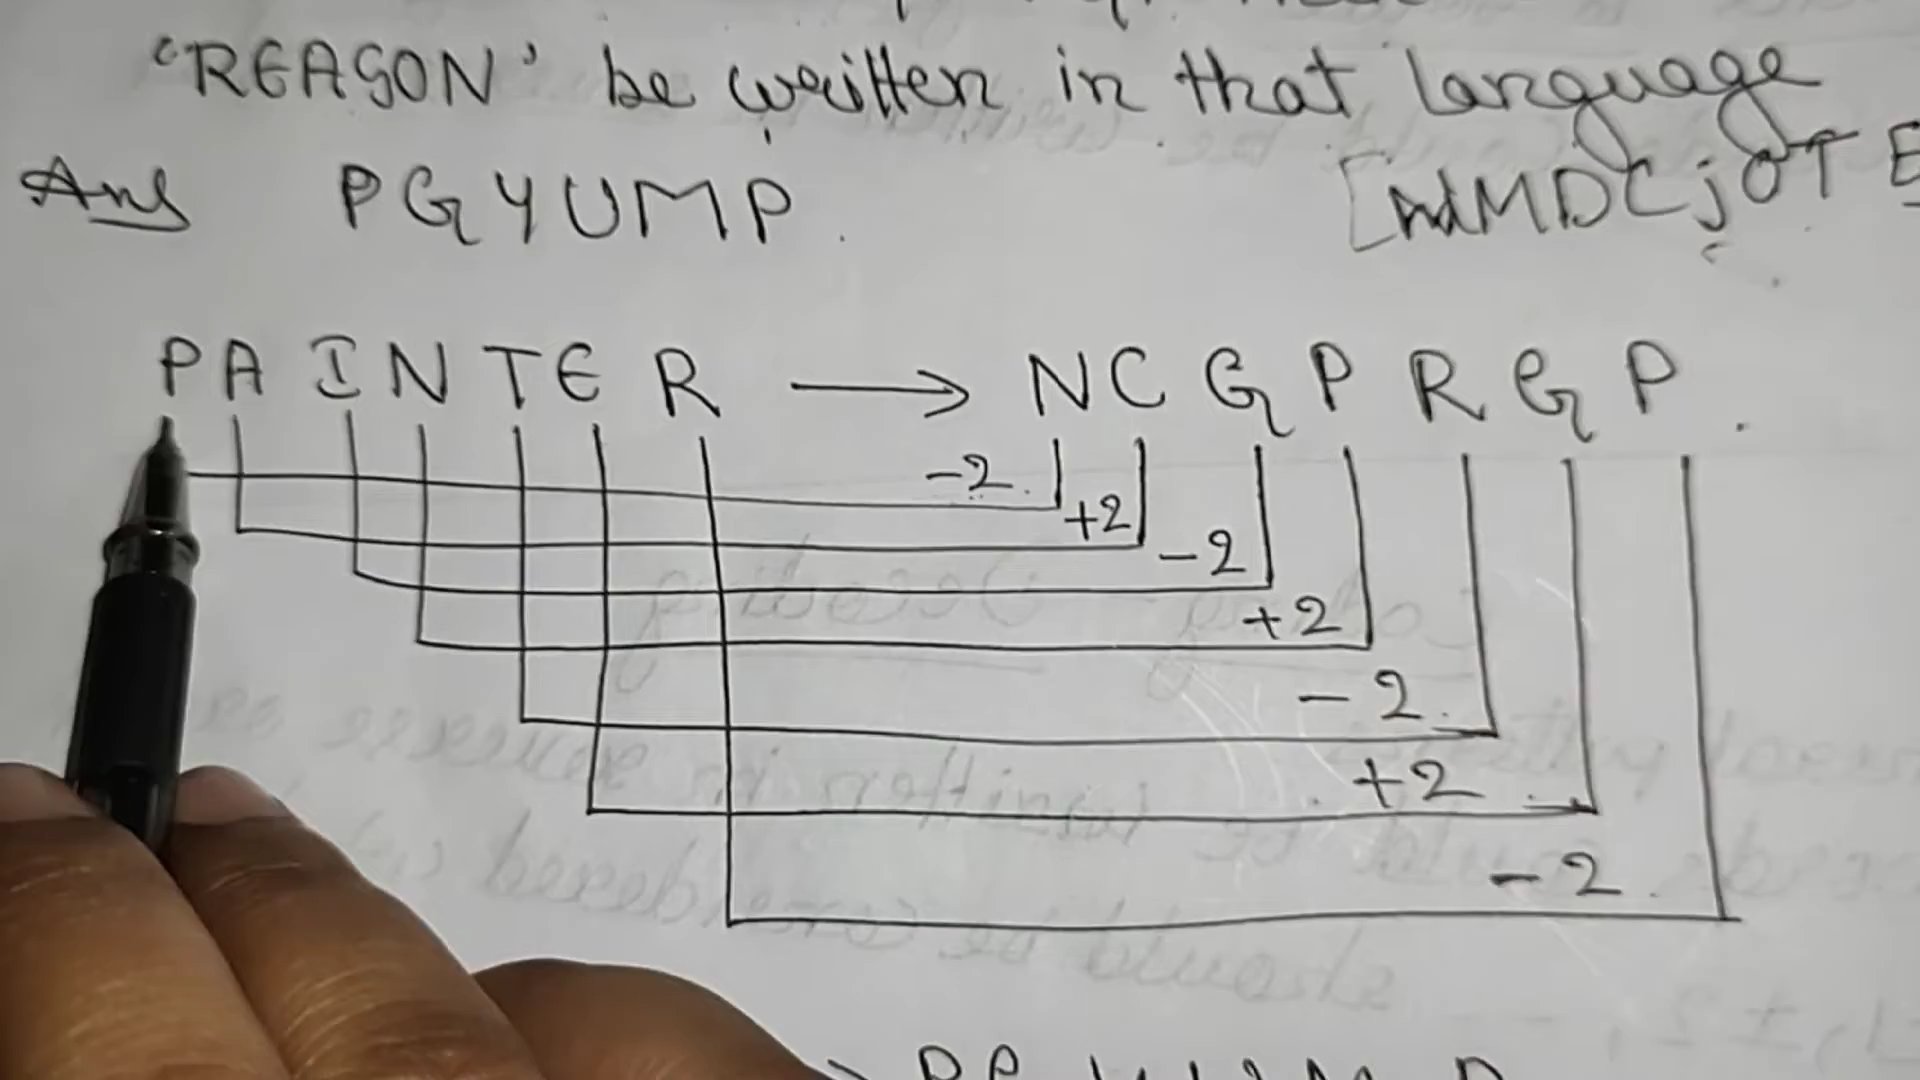 'REASON' be written in that language
Ans PGYUMP.
PAINTER → NCGPRGP.
-2
+2
-2
+2
-2
+2
-2